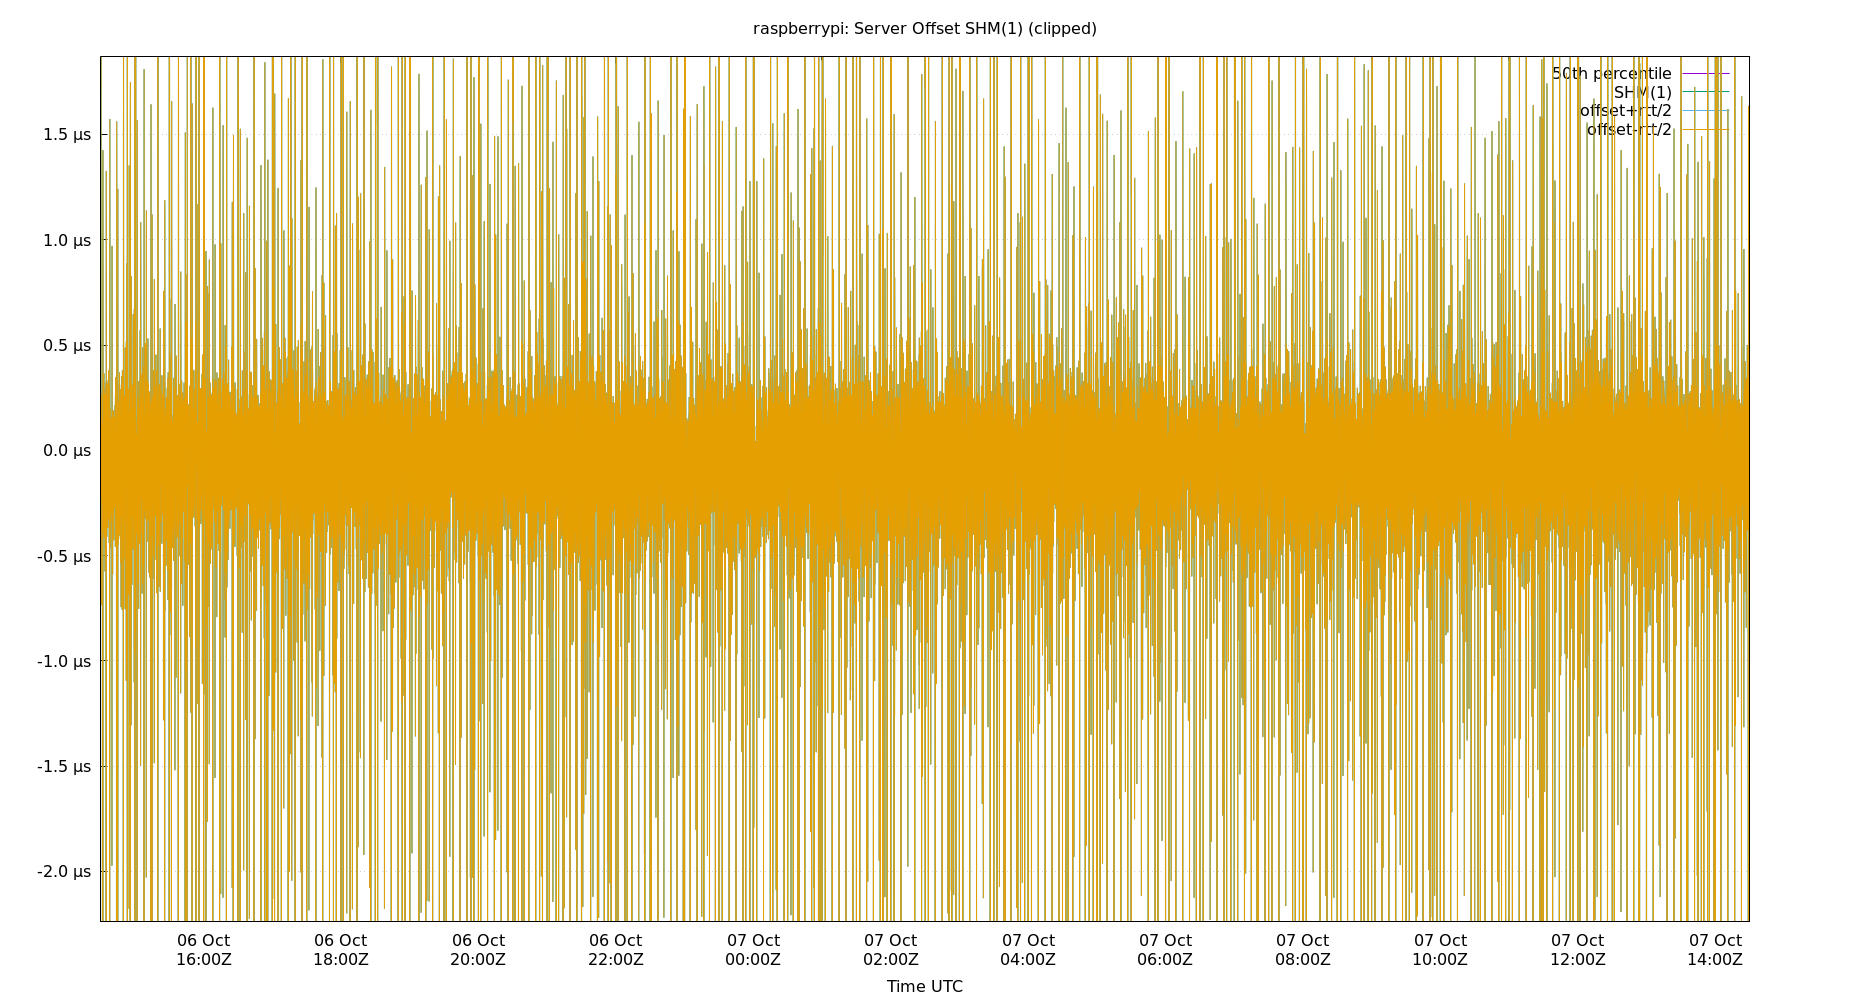 raspberrypi: Server Offset SHM(1) (clipped)
50th percentile
SHM(1)
offset+rtt/2
offset-rtt/2
1.5 µs
1.0 µs
0.5 µs
0.0 µs
-0.5 µs
-1.0 µs
-1.5 µs
-2.0 µs
06 Oct 06 Oct 06 Oct 06 Oct 07 Oct 07 Oct 07 Oct 07 Oct 07 Oct 07 Oct 07 Oct 07 Oct
16:00Z 18:00Z 20:00Z 22:00Z 00:00Z 02:00Z 04:00Z 06:00Z 08:00Z 10:00Z 12:00Z 14:00Z
Time UTC